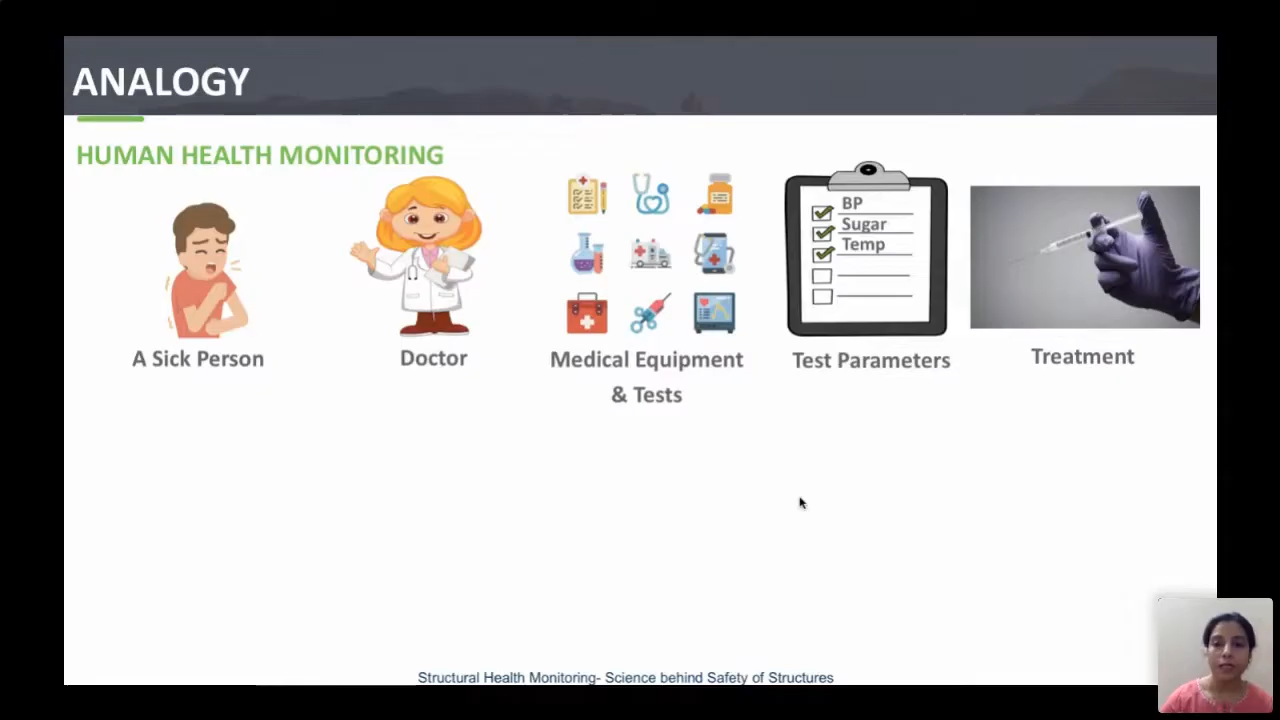 ANALOGY
HUMAN HEALTH MONITORING
BP
Sugar
Temp
A Sick Person
Doctor
Medical Equipment
& Tests
Test Parameters
Treatment
Structural Health Monitoring- Science behind Safety of Structures